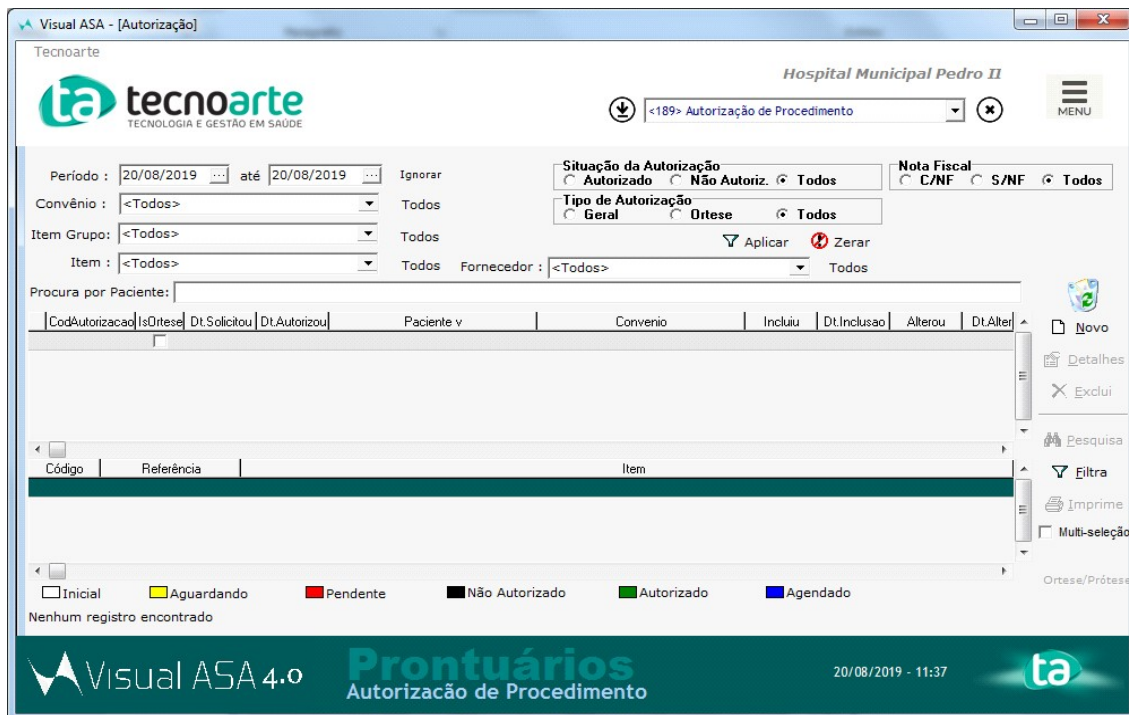 Visual ASA - [Autorização]
Tecnoarte
Hospital Municipal Pedro II
ta tecnoarte
TECNOLOGIA E GESTÃO EM SAÚDE
<189> Autorização de Procedimento
MENU
Período : 20/08/2019 ... até 20/08/2019 ... Ignorar
Situação da Autorização
Autorizado Não Autoriz. Todos
Nota Fiscal
C/NF S/NF Todos
Convênio : <Todos> Todos
Tipo de Autorização
Geral Ortese Todos
Item Grupo: <Todos> Todos
Aplicar Zerar
Item : <Todos> Todos Fornecedor : <Todos> Todos
Procura por Paciente:
CodAutorizacao IsOrtese Dt.Solicitou Dt.Autorizou Paciente v Convenio Incluiu Dt.Inclusao Alterou Dt.Alter
Novo
Detalhes
Exclui
Pesquisa
Código Referência Item
Filtra
Imprime
Multi-seleção
Ortese/Prótese
Inicial Aguardando Pendente Não Autorizado Autorizado Agendado
Nenhum registro encontrado
Visual ASA 4.0
Prontuários
Autorizacão de Procedimento
20/08/2019 - 11:37
ta